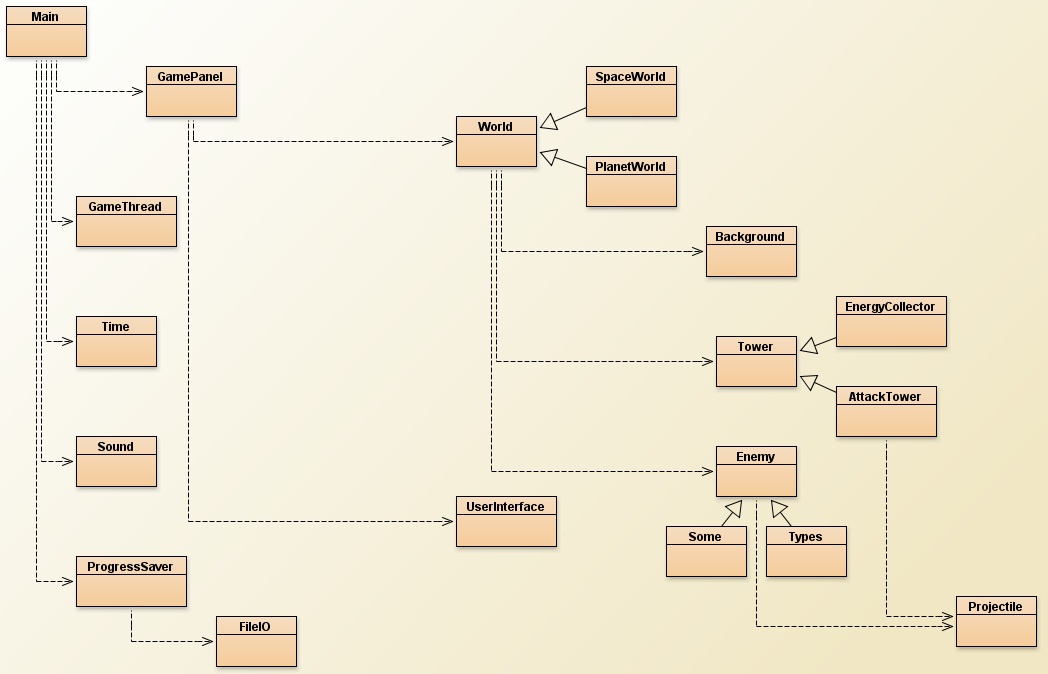 Main
GamePanel
SpaceWorld
World
PlanetWorld
GameThread
Background
EnergyCollector
Time
Tower
AttackTower
Sound
Enemy
UserInterface
Some
Types
ProgressSaver
Projectile
FileIO